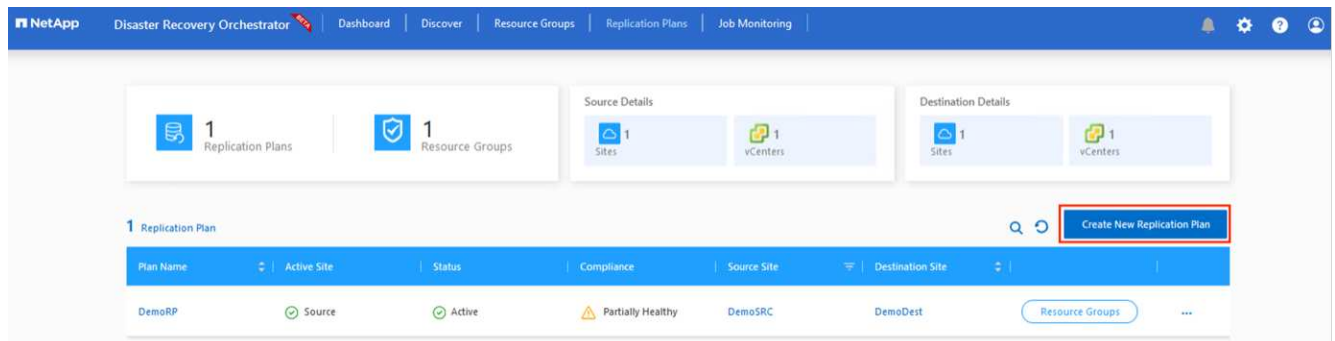 NetApp Disaster Recovery Orchestrator Dashboard Discover Resource Groups Replication Plans Job Monitoring
Source Details Destination Details
1 Replication Plans
1 Resource Groups
1 Sites
1 vCenters
1 Sites
1 vCenters
1 Replication Plan Create New Replication Plan
Plan Name Active Site Status Compliance Source Site Destination Site
DemoRP Source Active Partially Healthy DemoSRC DemoDest Resource Groups ...